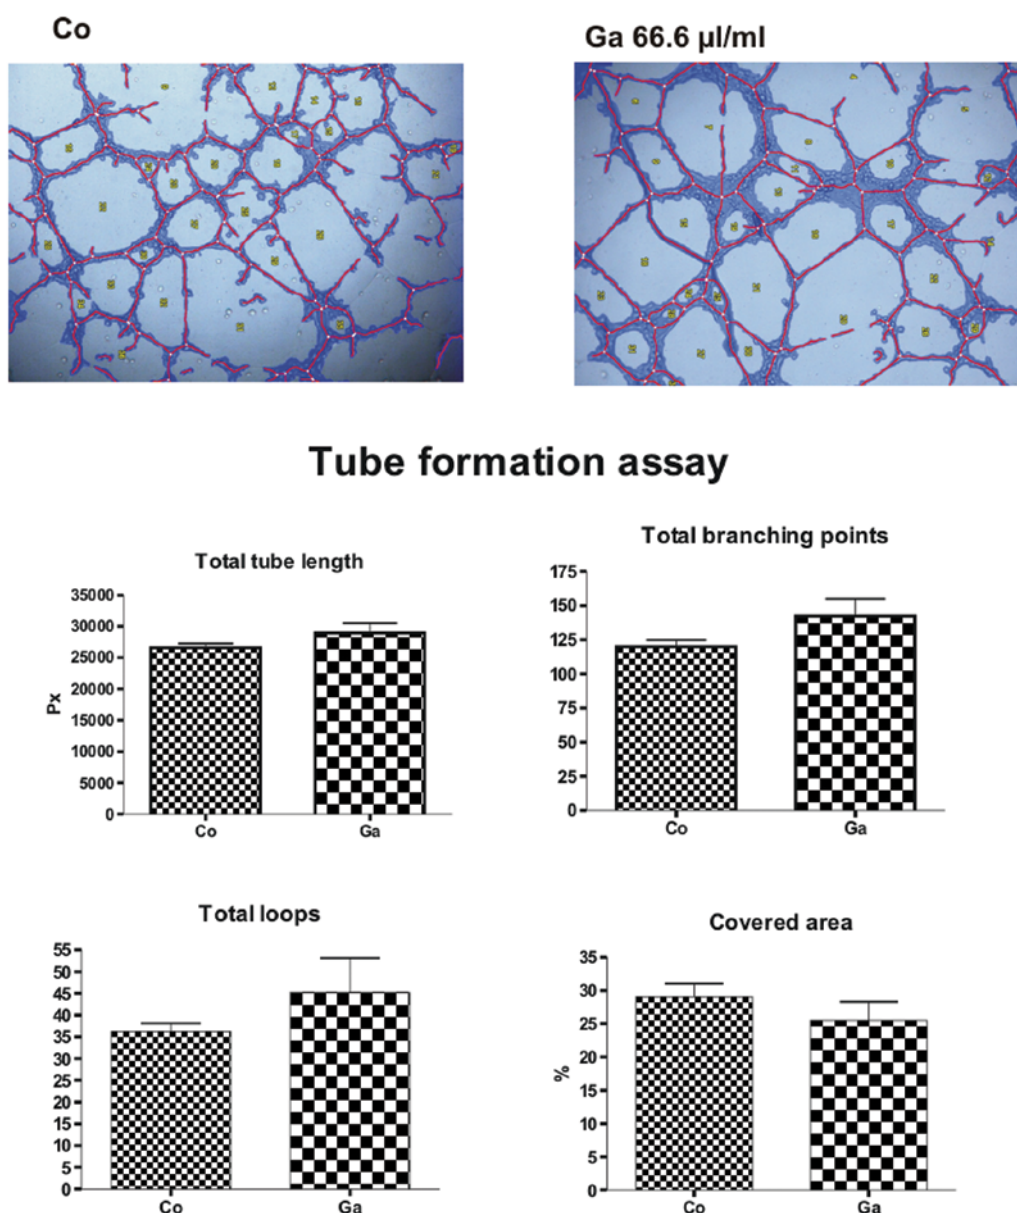 Co
Ga 66.6 µl/ml
Tube formation assay
Total tube length
35000
30000
25000
20000
15000
10000
5000
0
Px
Co
Ga
Total branching points
175
150
125
100
75
50
25
0
Co
Ga
Total loops
55
50
45
40
35
30
25
20
15
10
5
0
Co
Ga
Covered area
35
30
25
20
15
10
5
0
%
Co
Ga